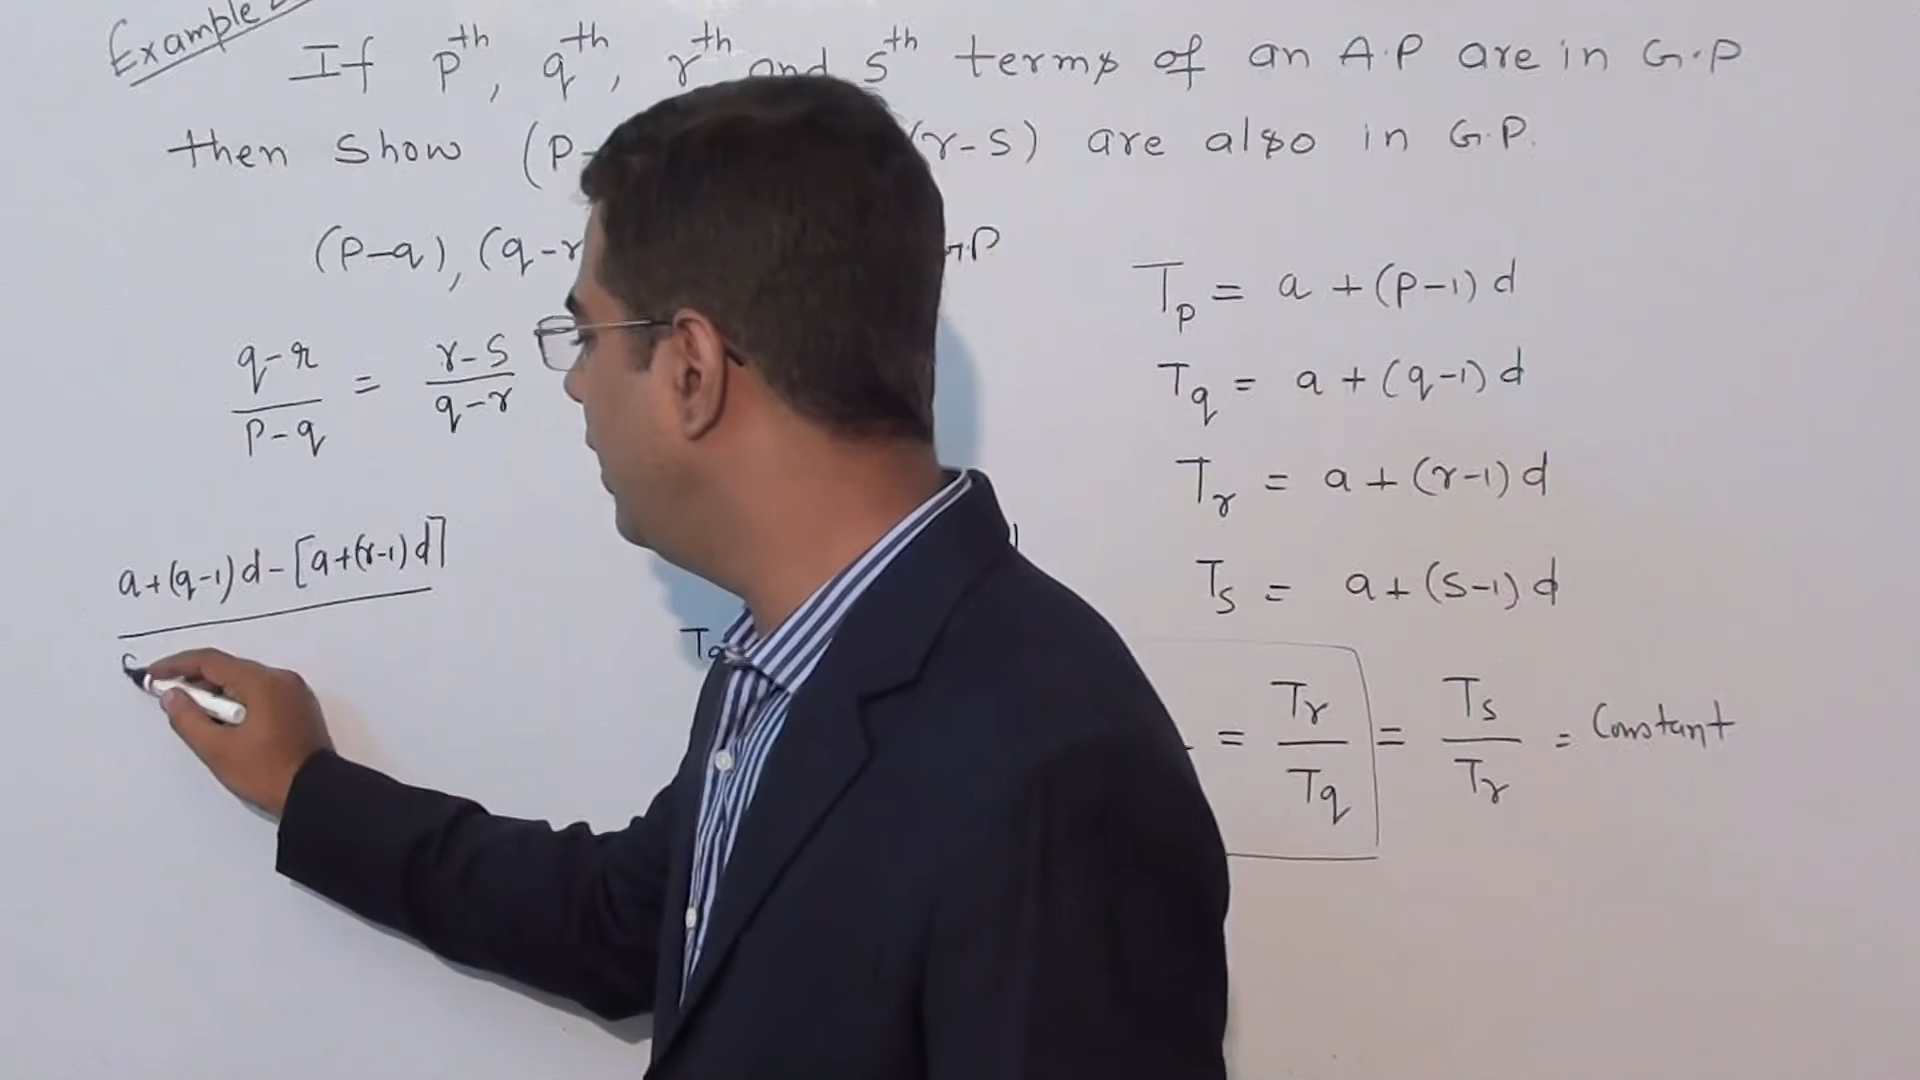 Example
If pth, qth, rth and sth terms of an A.P are in G.P
then show (P- (r-s) are also in G.P.
(P-q), (q-r G.P
Tp = a + (p-1) d
q-r / p-q = r-s / q-r
Tq = a + (q-1) d
Tr = a + (r-1) d
a+(q-1)d-[a+(r-1)d]
Ts = a + (s-1) d
= Tr / Tq = Ts / Tr = Constant